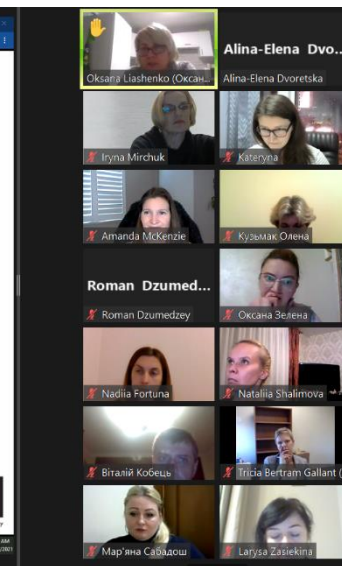 Oksana Liashenko (Оксан...
Alina-Elena Dvo...
Alina-Elena Dvoretska
Iryna Mirchuk
Kateryna
Amanda McKenzie
Кузьмак Олена
Roman Dzumed...
Roman Dzumedzey
Оксана Зелена
Nadiia Fortuna
Nataliia Shalimova
Віталій Кобець
Tricia Bertram Gallant (
Мар'яна Сабадош
Larysa Zasiekina
AM